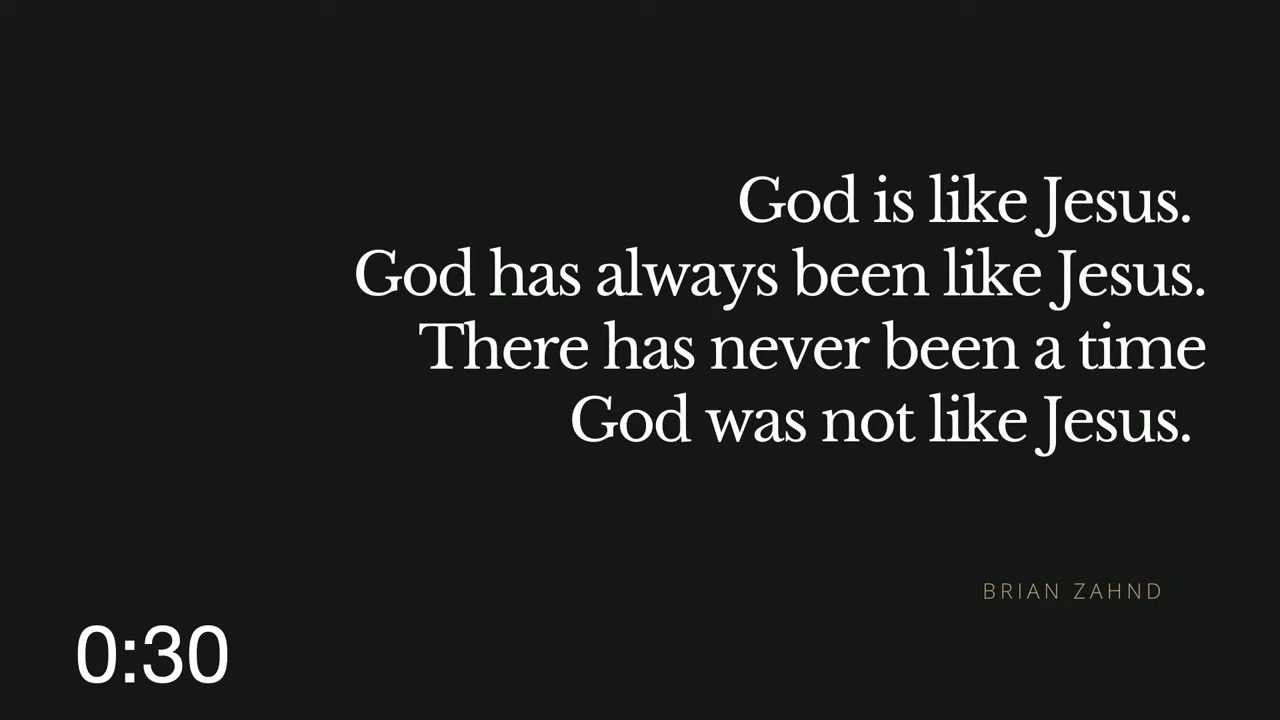 God is like Jesus.
God has always been like Jesus.
There has never been a time
God was not like Jesus.
BRIAN ZAHND
0:30